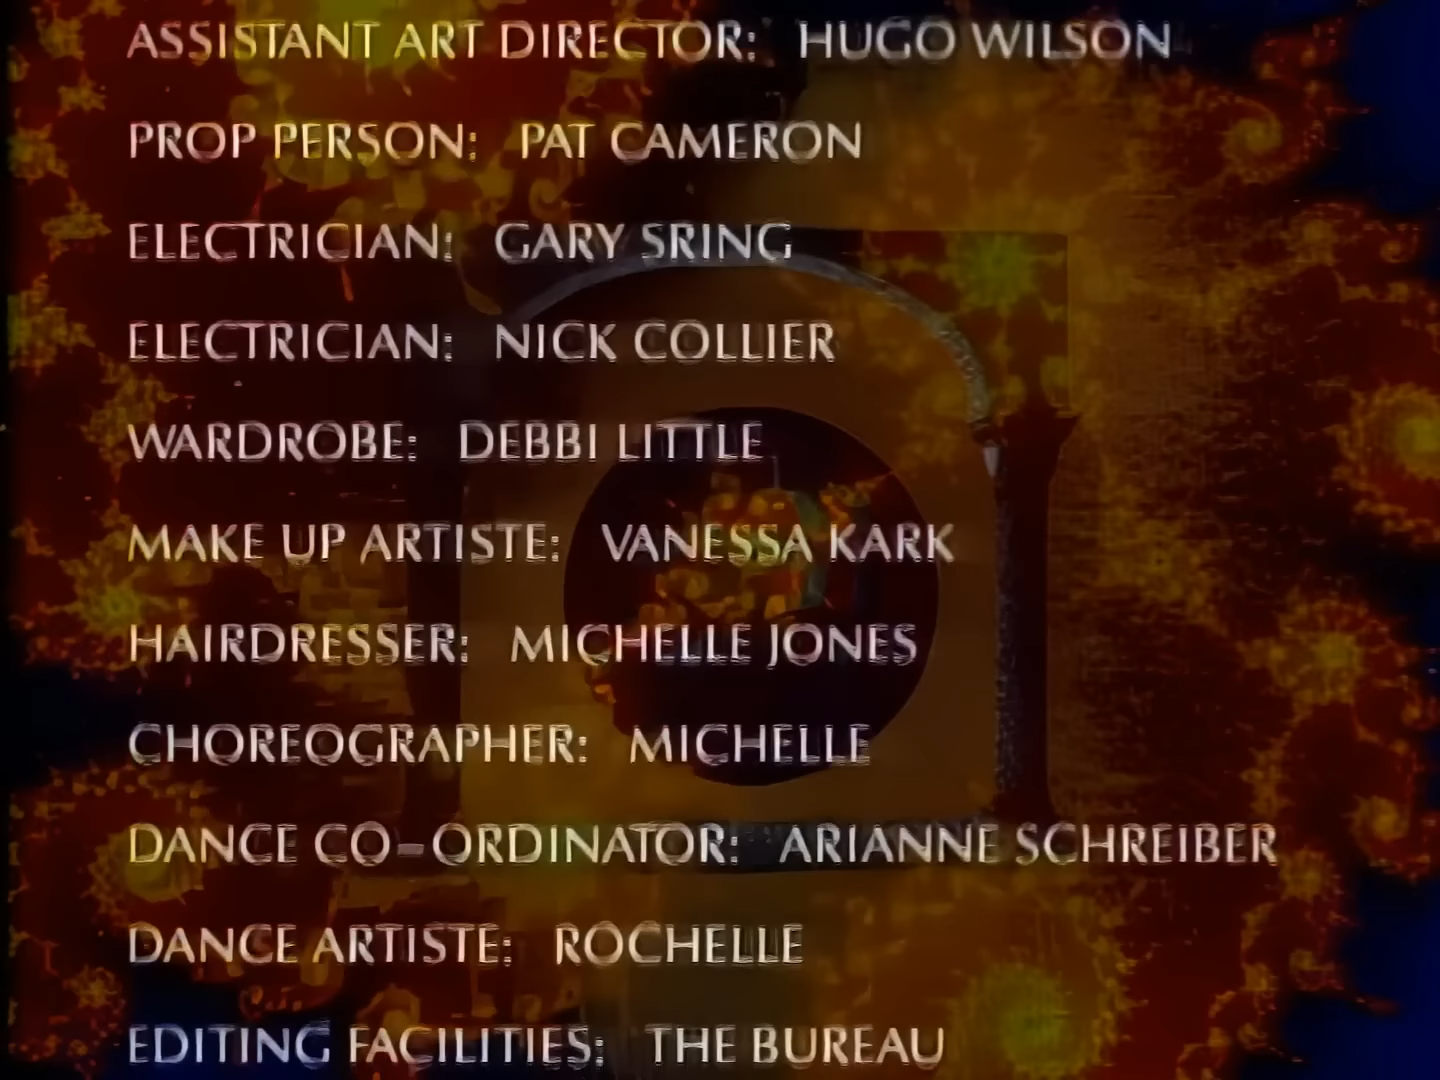 ASSISTANT ART DIRECTOR: HUGO WILSON
PROP PERSON: PAT CAMERON
ELECTRICIAN: GARY SRING
ELECTRICIAN: NICK COLLIER
WARDROBE: DEBBI LITTLE
MAKE UP ARTISTE: VANESSA KARK
HAIRDRESSER: MICHELLE JONES
CHOREOGRAPHER: MICHELLE
DANCE CO-ORDINATOR: ARIANNE SCHREIBER
DANCE ARTISTE: ROCHELLE
EDITING FACILITIES: THE BUREAU